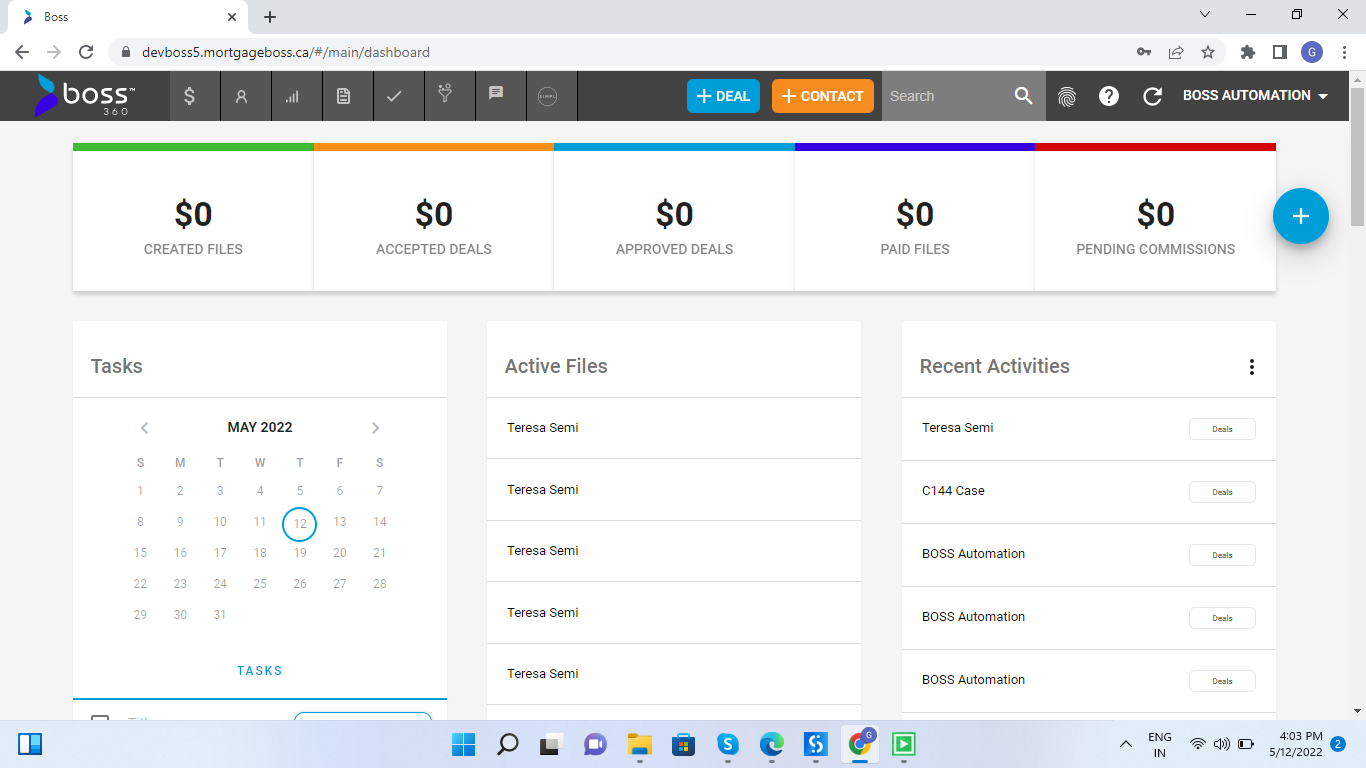 Boss
devboss5.mortgageboss.ca/#/main/dashboard
G
boss™
360
SIMPL
DEAL
CONTACT
Search
BOSS AUTOMATION
$0
CREATED FILES
$0
ACCEPTED DEALS
$0
APPROVED DEALS
$0
PAID FILES
$0
PENDING COMMISSIONS
Tasks
MAY 2022
S M T W T F S
1 2 3 4 5 6 7
8 9 10 11 12 13 14
15 16 17 18 19 20 21
22 23 24 25 26 27 28
29 30 31
TASKS
Active Files
Teresa Semi
Teresa Semi
Teresa Semi
Teresa Semi
Teresa Semi
Recent Activities
Teresa Semi Deals
C144 Case Deals
BOSS Automation Deals
BOSS Automation Deals
BOSS Automation Deals
G
ENG
IN
4:03 PM
5/12/2022
2